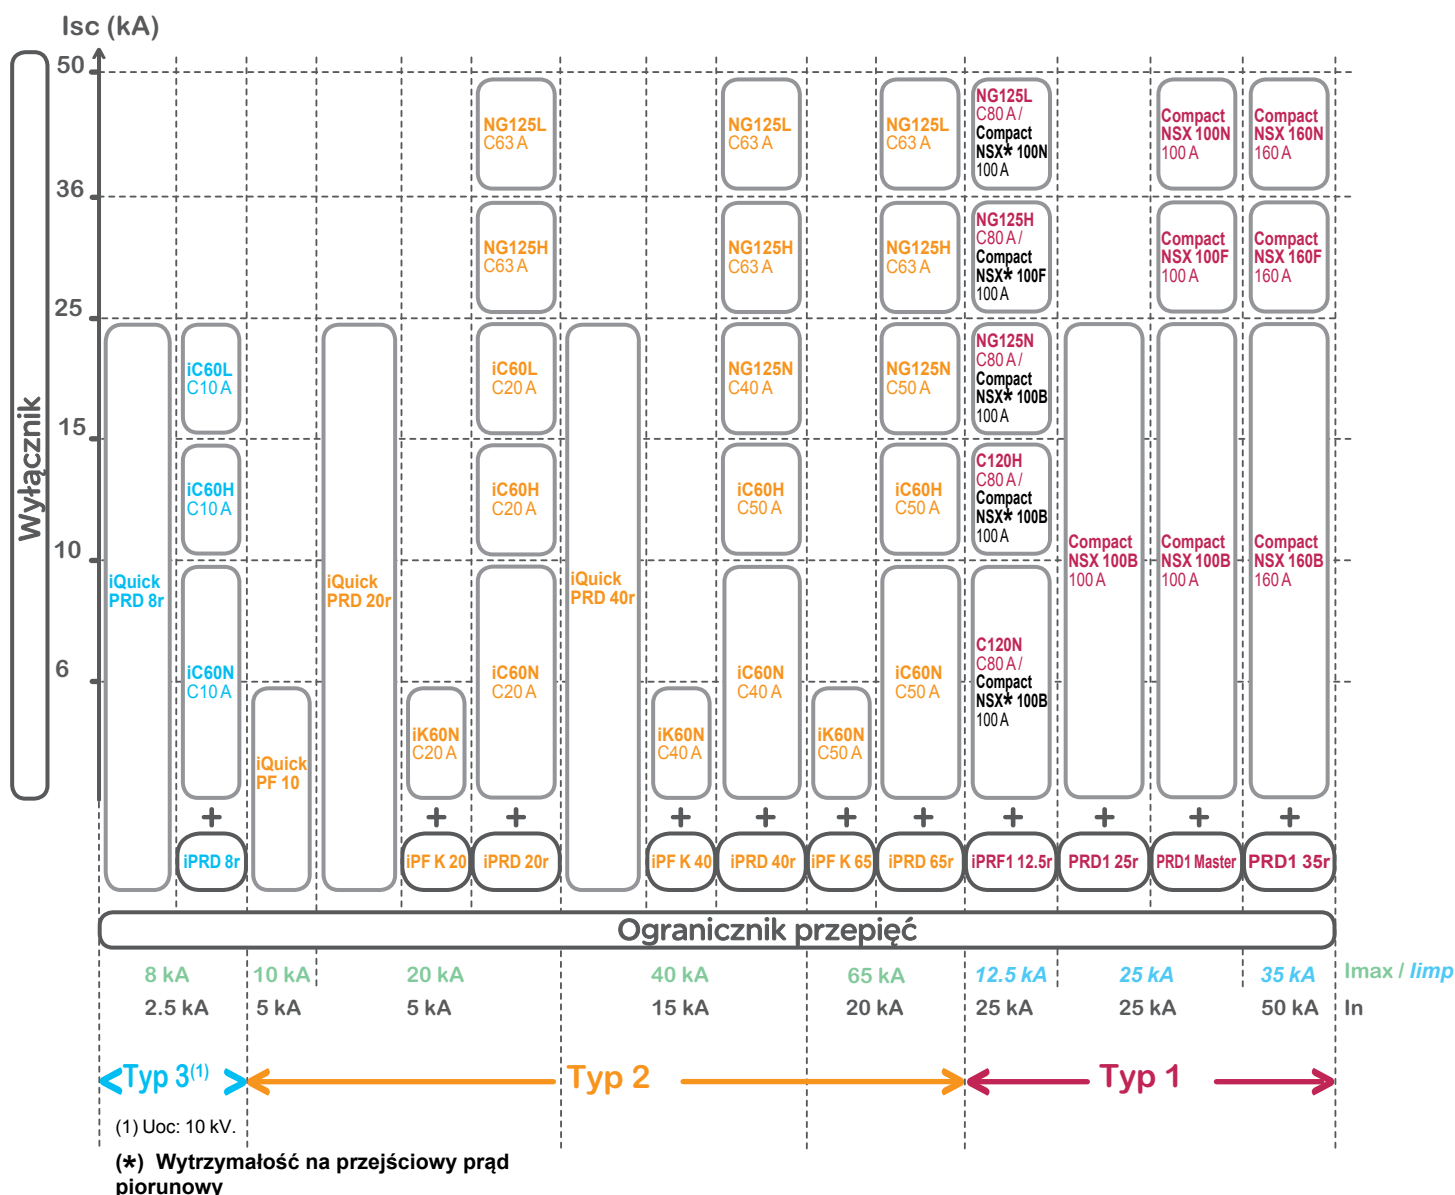 Isc (kA)
Wyłącznik
50
36
25
15
10
6
NG125L
C63 A
NG125L
C63 A
NG125L
C63 A
NG125L
C80 A /
Compact
NSX* 100N
100 A
Compact
NSX 100N
100 A
Compact
NSX 160N
160 A
NG125H
C63 A
NG125H
C63 A
NG125H
C63 A
NG125H
C80 A /
Compact
NSX* 100F
100 A
Compact
NSX 100F
100 A
Compact
NSX 160F
160 A
iC60L
C10 A
iC60L
C20 A
NG125N
C40 A
NG125N
C50 A
NG125N
C80 A /
Compact
NSX* 100B
100 A
iC60H
C10 A
iC60H
C20 A
iC60H
C50 A
iC60H
C50 A
C120H
C80 A /
Compact
NSX* 100B
100 A
iQuick
PRD 8r
iQuick
PRD 20r
iQuick
PRD 40r
Compact
NSX 100B
100 A
Compact
NSX 100B
100 A
Compact
NSX 160B
160 A
iC60N
C10 A
iC60N
C20 A
iC60N
C40 A
iC60N
C50 A
C120N
C80 A /
Compact
NSX* 100B
100 A
iQuick
PF 10
iK60N
C20 A
iK60N
C40 A
iK60N
C50 A
+ + + + + + + + + +
iPRD 8r iPF K 20 iPRD 20r iPF K 40 iPRD 40r iPF K 65 iPRD 65r iPRF1 12.5r PRD1 25r PRD1 Master PRD1 35r
Ogranicznik przepięć
8 kA 10 kA 20 kA 40 kA 65 kA 12.5 kA 25 kA 35 kA Imax / limp
2.5 kA 5 kA 5 kA 15 kA 20 kA 25 kA 25 kA 50 kA In
Typ 3(1) Typ 2 Typ 1
(1) Uoc: 10 kV.
(*) Wytrzymałość na przejściowy prąd
piorunowy